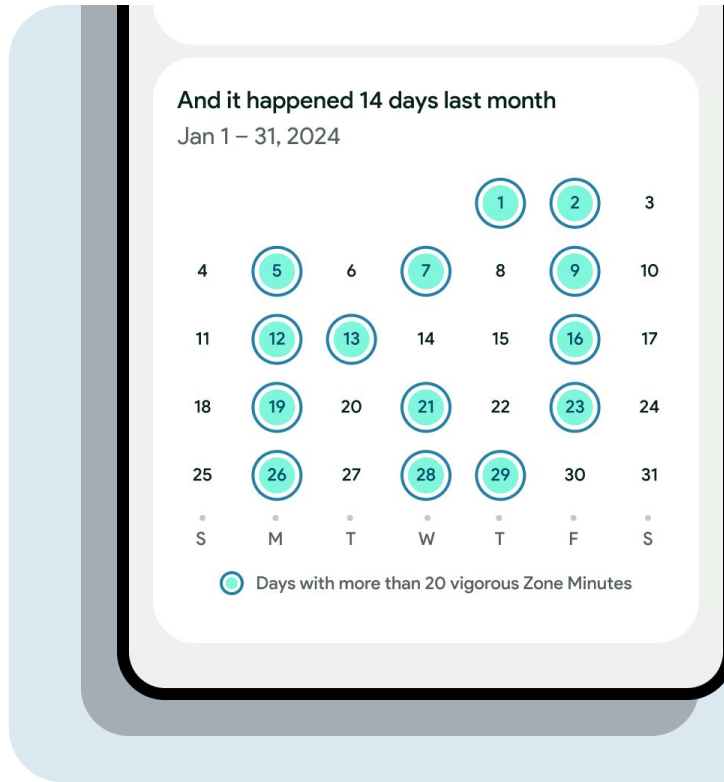 And it happened 14 days last month
Jan 1 – 31, 2024
1 2 3
4 5 6 7 8 9 10
11 12 13 14 15 16 17
18 19 20 21 22 23 24
25 26 27 28 29 30 31
S M T W T F S
Days with more than 20 vigorous Zone Minutes